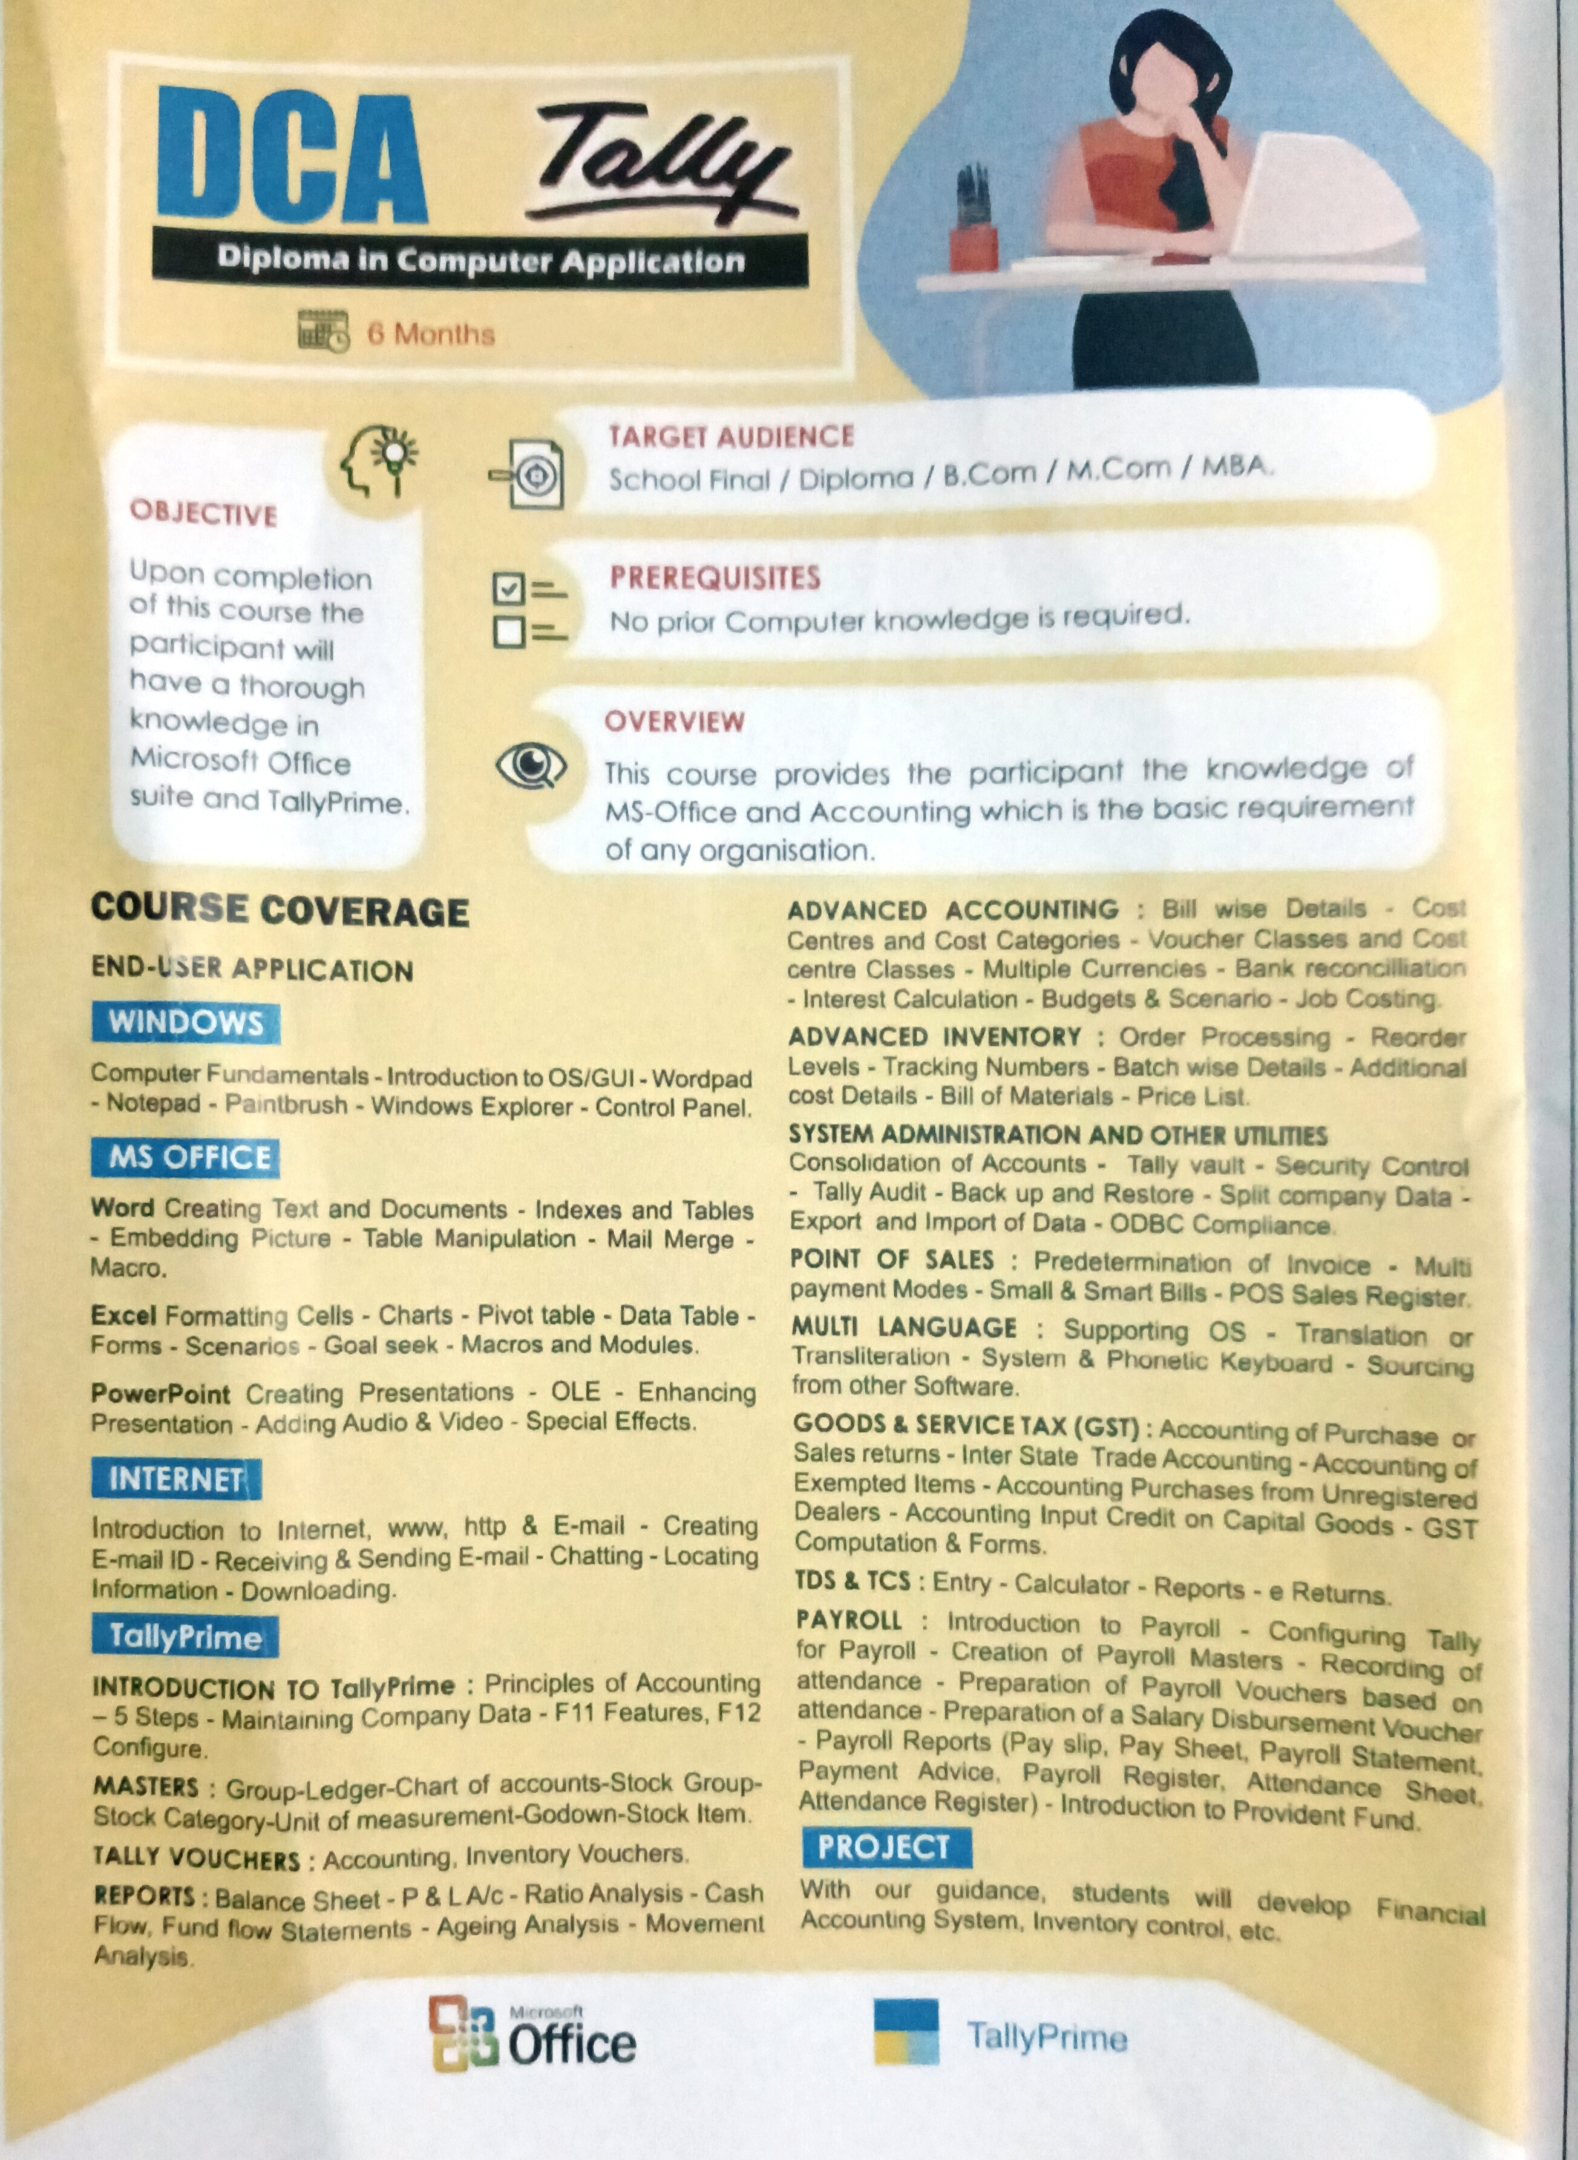 DCA Tally
Diploma in Computer Application
6 Months
OBJECTIVE
Upon completion
of this course the
participant will
have a thorough
knowledge in
Microsoft Office
suite and TallyPrime.
TARGET AUDIENCE
School Final / Diploma / B.Com / M.Com / MBA.
PREREQUISITES
No prior Computer knowledge is required.
OVERVIEW
This course provides the participant the knowledge of
MS-Office and Accounting which is the basic requirement
of any organisation.
COURSE COVERAGE
END-USER APPLICATION
WINDOWS
Computer Fundamentals - Introduction to OS/GUI - Wordpad
- Notepad - Paintbrush - Windows Explorer - Control Panel.
MS OFFICE
Word Creating Text and Documents - Indexes and Tables
- Embedding Picture - Table Manipulation - Mail Merge -
Macro.
Excel Formatting Cells - Charts - Pivot table - Data Table -
Forms - Scenarios - Goal seek - Macros and Modules.
PowerPoint Creating Presentations - OLE - Enhancing
Presentation - Adding Audio & Video - Special Effects.
INTERNET
Introduction to Internet, www, http & E-mail - Creating
E-mail ID - Receiving & Sending E-mail - Chatting - Locating
Information - Downloading.
TallyPrime
INTRODUCTION TO TallyPrime : Principles of Accounting
– 5 Steps - Maintaining Company Data - F11 Features, F12
Configure.
MASTERS : Group-Ledger-Chart of accounts-Stock Group-
Stock Category-Unit of measurement-Godown-Stock Item.
TALLY VOUCHERS : Accounting, Inventory Vouchers.
REPORTS : Balance Sheet - P & L A/c - Ratio Analysis - Cash
Flow, Fund flow Statements - Ageing Analysis - Movement
Analysis.
ADVANCED ACCOUNTING : Bill wise Details - Cost
Centres and Cost Categories - Voucher Classes and Cost
centre Classes - Multiple Currencies - Bank reconcilliation
- Interest Calculation - Budgets & Scenario - Job Costing.
ADVANCED INVENTORY : Order Processing - Reorder
Levels - Tracking Numbers - Batch wise Details - Additional
cost Details - Bill of Materials - Price List.
SYSTEM ADMINISTRATION AND OTHER UTILITIES
Consolidation of Accounts - Tally vault - Security Control
- Tally Audit - Back up and Restore - Split company Data -
Export and Import of Data - ODBC Compliance.
POINT OF SALES : Predetermination of Invoice - Multi
payment Modes - Small & Smart Bills - POS Sales Register.
MULTI LANGUAGE : Supporting OS - Translation or
Transliteration - System & Phonetic Keyboard - Sourcing
from other Software.
GOODS & SERVICE TAX (GST) : Accounting of Purchase or
Sales returns - Inter State Trade Accounting - Accounting of
Exempted Items - Accounting Purchases from Unregistered
Dealers - Accounting Input Credit on Capital Goods - GST
Computation & Forms.
TDS & TCS : Entry - Calculator - Reports - e Returns.
PAYROLL : Introduction to Payroll - Configuring Tally
for Payroll - Creation of Payroll Masters - Recording of
attendance - Preparation of Payroll Vouchers based on
attendance - Preparation of a Salary Disbursement Voucher
- Payroll Reports (Pay slip, Pay Sheet, Payroll Statement,
Payment Advice, Payroll Register, Attendance Sheet,
Attendance Register) - Introduction to Provident Fund.
PROJECT
With our guidance, students will develop Financial
Accounting System, Inventory control, etc.
Microsoft
Office
TallyPrime